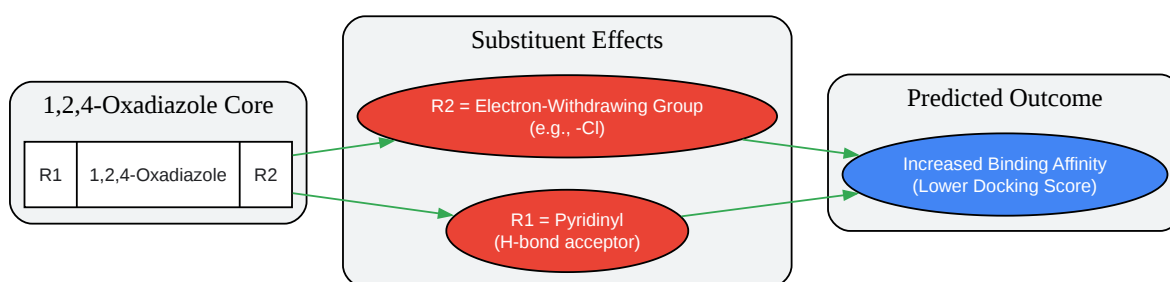 Substituent Effects
1,2,4-Oxadiazole Core
Predicted Outcome
R1 1,2,4-Oxadiazole R2
R2 = Electron-Withdrawing Group
(e.g., -Cl)
R1 = Pyridinyl
(H-bond acceptor)
Increased Binding Affinity
(Lower Docking Score)